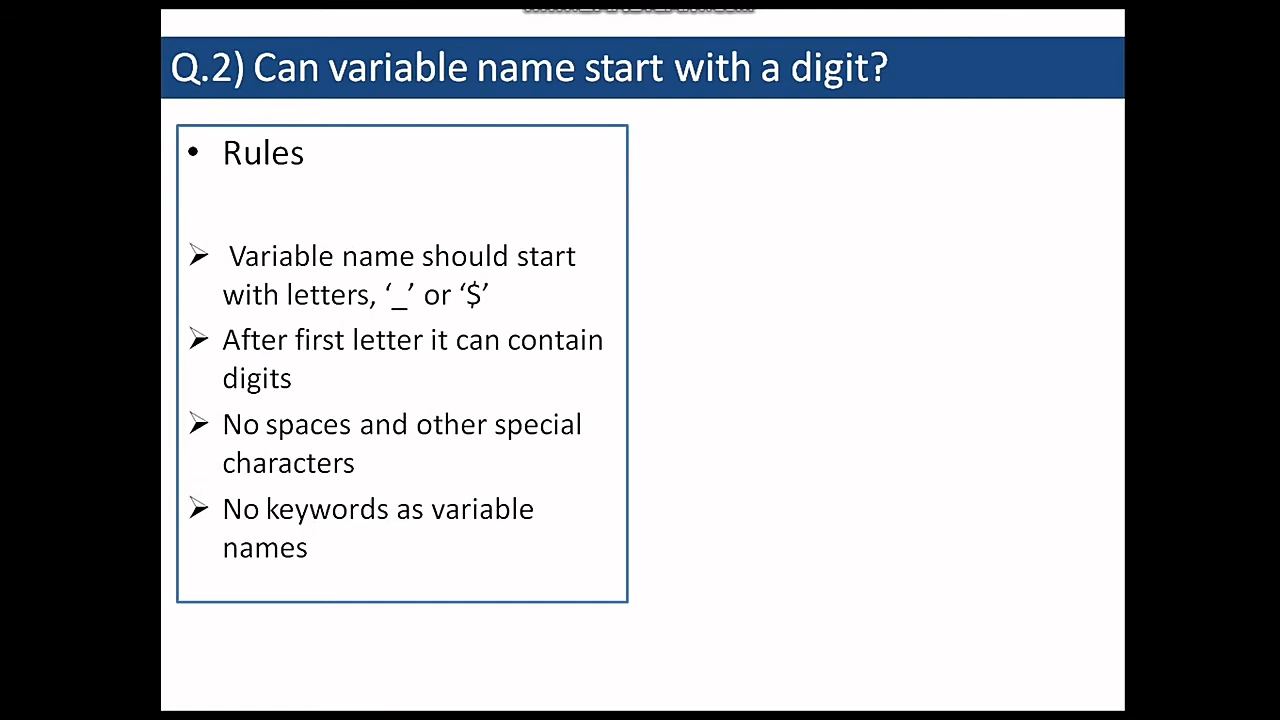 Q.2) Can variable name start with a digit?
• Rules
➢ Variable name should start
with letters, ‘_’ or ‘$’
➢ After first letter it can contain
digits
➢ No spaces and other special
characters
➢ No keywords as variable
names